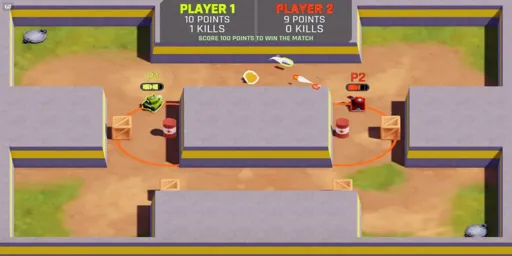 PLAYER 1
10 POINTS
1 KILLS
PLAYER 2
9 POINTS
0 KILLS
SCORE 100 POINTS TO WIN THE MATCH
P1
P2